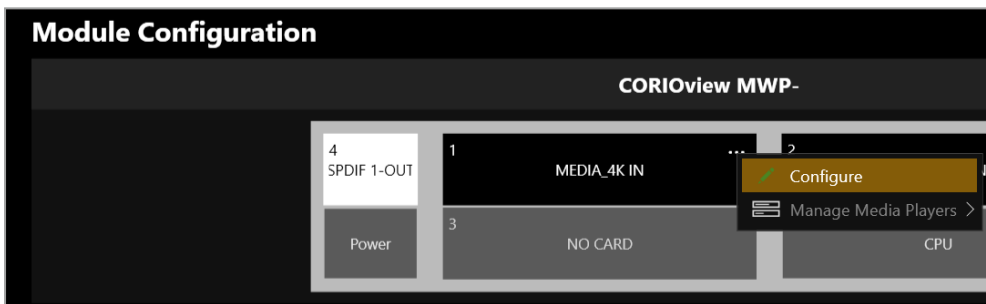 Module Configuration
CORIOview MWP-
4
SPDIF 1-OUT
1
...
MEDIA_4K IN
2
Configure
Manage Media Players >
Power
3
NO CARD
CPU